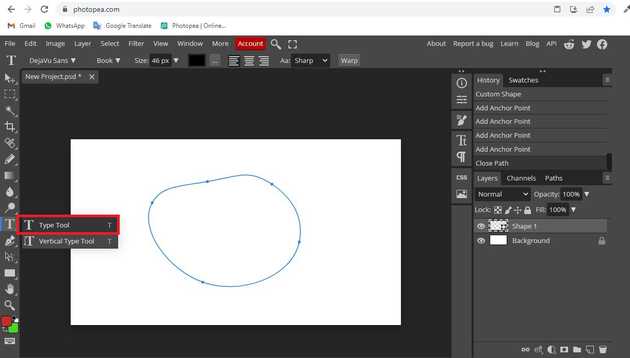 photopea.com
Gmail WhatsApp Google Translate Photopea | Online...
File Edit Image Layer Select Filter View Window More Account About Report a bug Learn Blog API
DejaVu Sans Book Size: 46 px ... Aa: Sharp Warp
New Project.psd *
History Swatches
Custom Shape
Add Anchor Point
Add Anchor Point
Add Anchor Point
Add Anchor Point
Close Path
CSS
Layers Channels Paths
Normal Opacity: 100%
Lock: Fill: 100%
Type Tool T
Shape 1
Vertical Type Tool T
Background